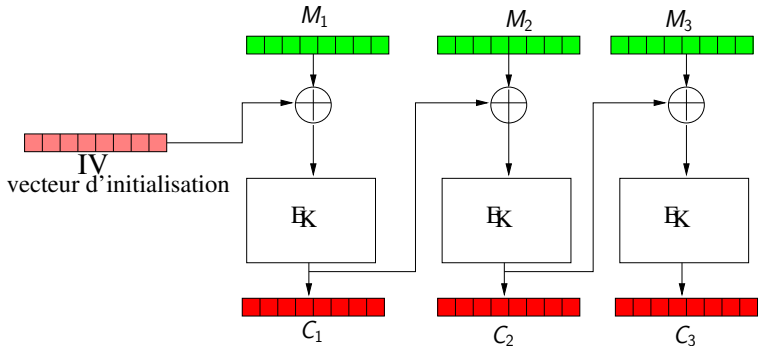 M₁ M₂ M₃
IV
vecteur d'initialisation
EK EK EK
C₁ C₂ C₃